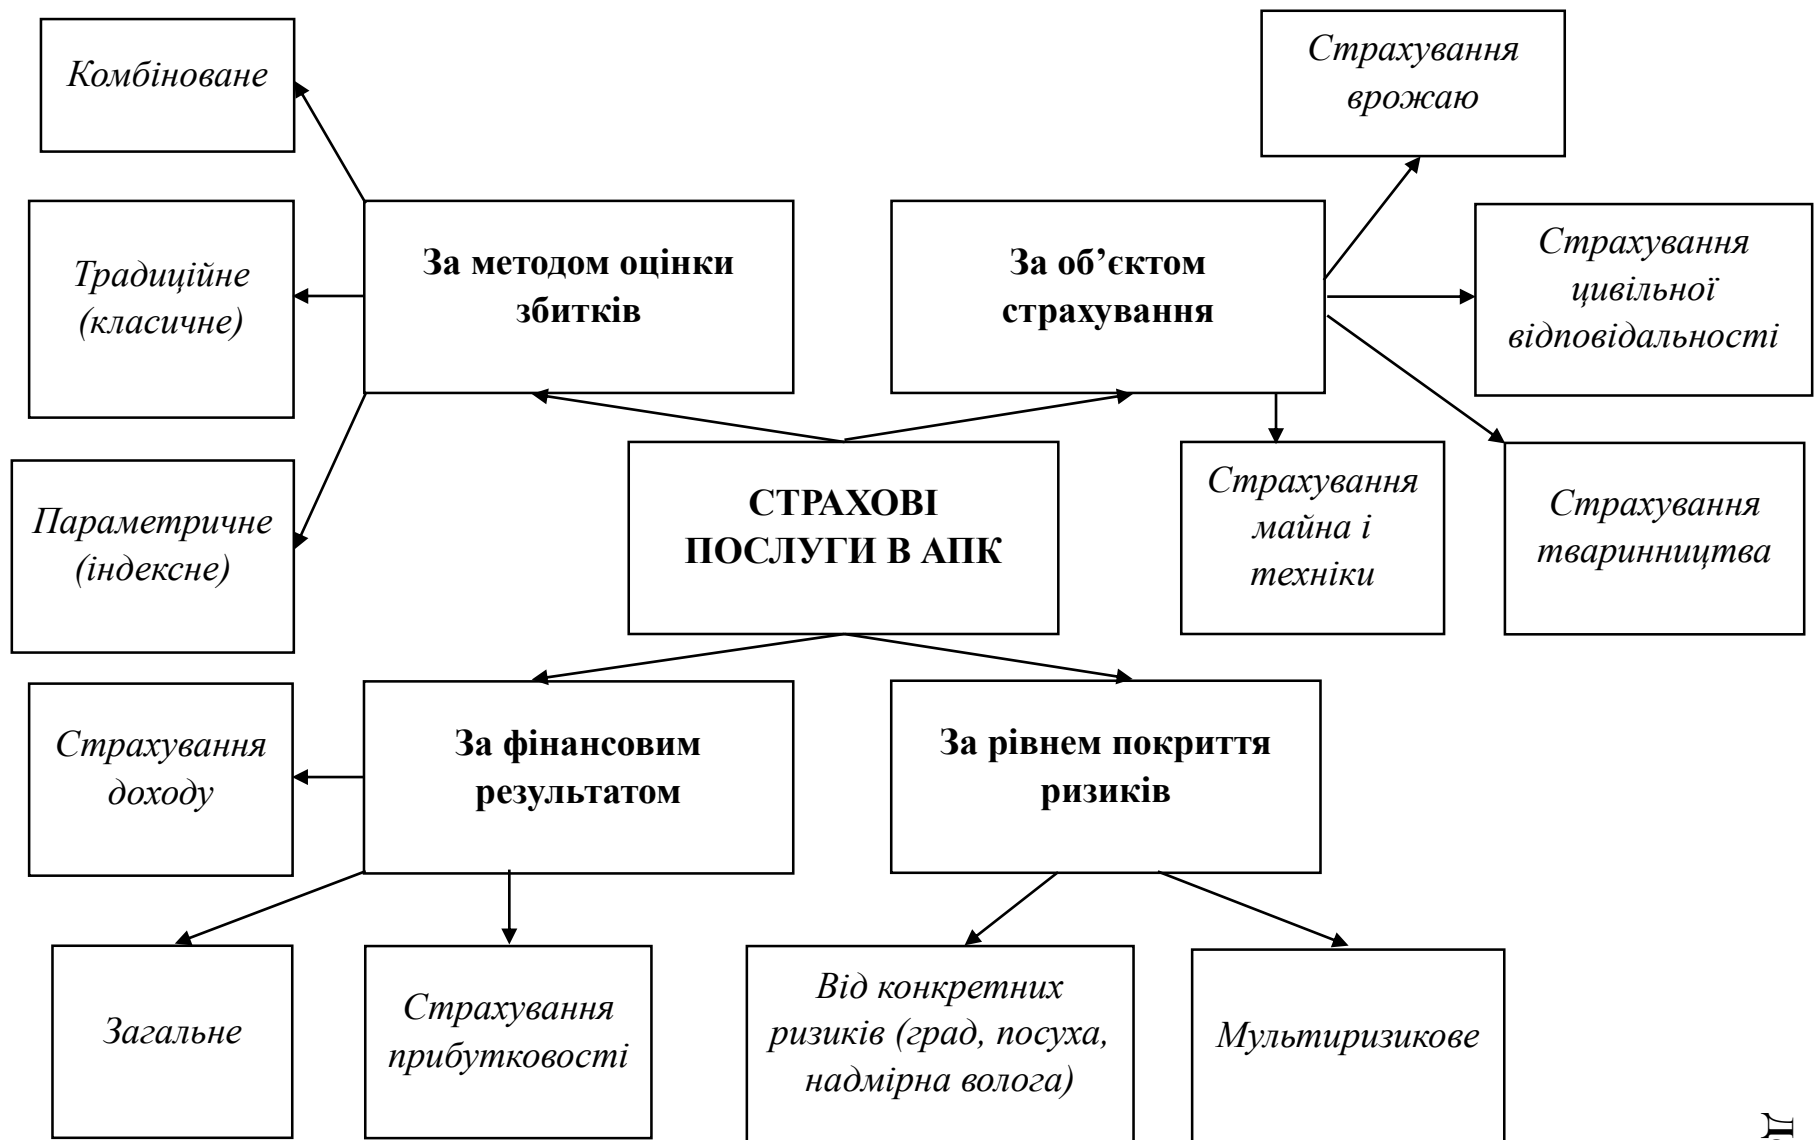 Комбіноване
Страхування
врожаю
Традиційне
(класичне)
За методом оцінки
збитків
За об’єктом
страхування
Страхування
цивільної
відповідальності
Параметричне
(індексне)
СТРАХОВІ
ПОСЛУГИ В АПК
Страхування
майна і
техніки
Страхування
тваринництва
Страхування
доходу
За фінансовим
результатом
За рівнем покриття
ризиків
Загальне
Страхування
прибутковості
Від конкретних
ризиків (град, посуха,
надмірна волога)
Мультиризикове